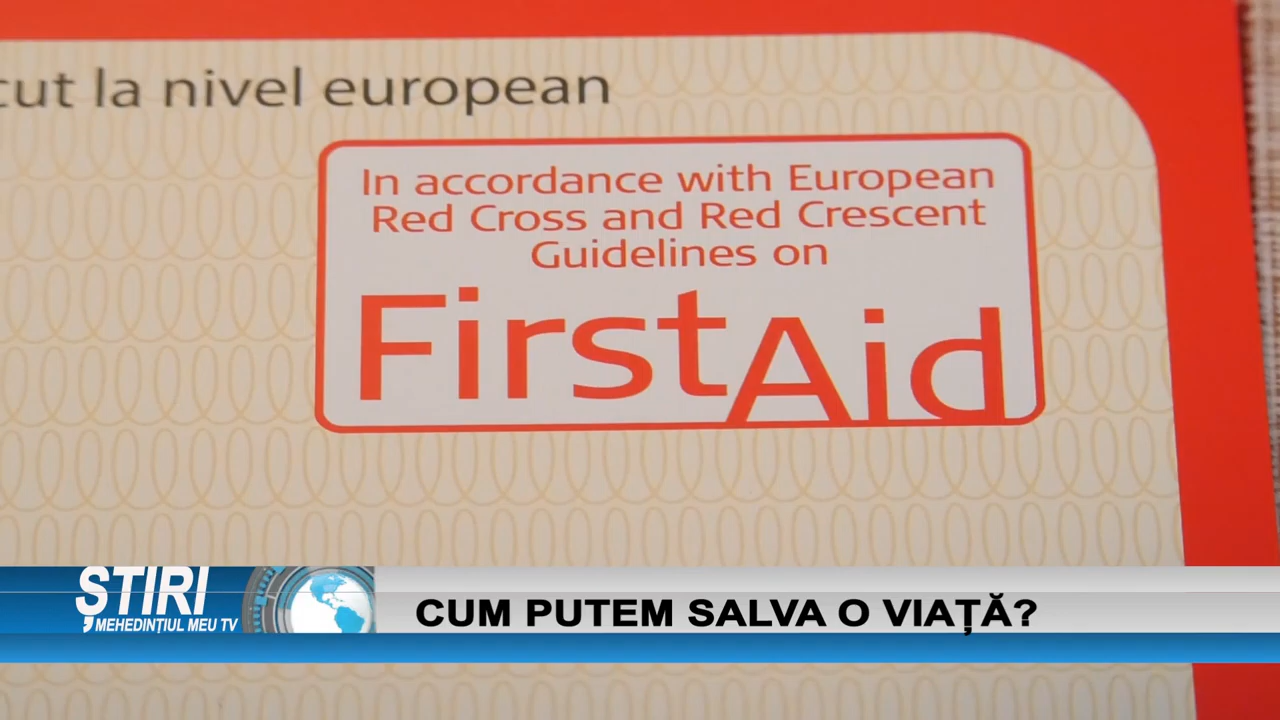 la nivel european
In accordance with European
Red Cross and Red Crescent
Guidelines on
FirstAid
ȘTIRI
MEHEDINȚIUL MEU TV
CUM PUTEM SALVA O VIAȚĂ?